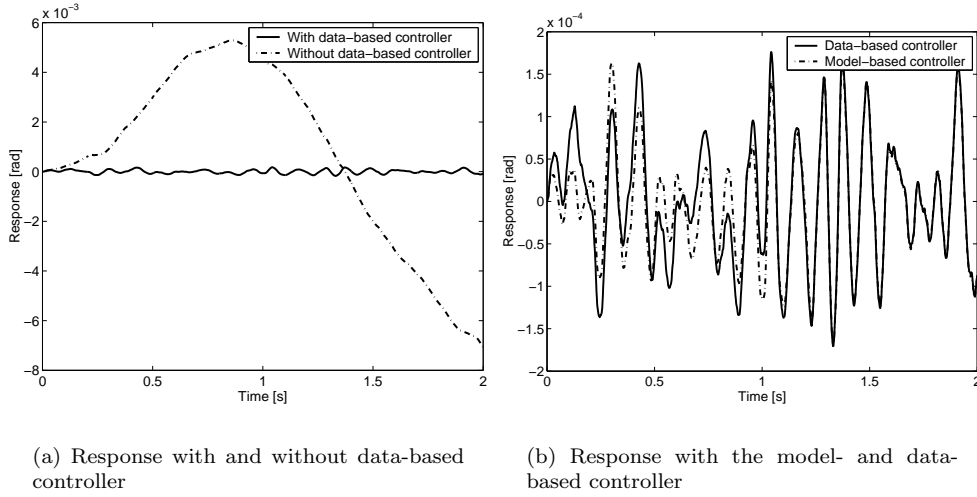 x 10⁻³
With data-based controller
Without data-based controller
6
4
2
0
−2
−4
−6
−8
Response [rad]
0
0.5
1
1.5
2
Time [s]
(a) Response with and without data-based
controller
x 10⁻⁴
Data-based controller
Model-based controller
2
1.5
1
0.5
0
−0.5
−1
−1.5
−2
Response [rad]
0
0.5
1
1.5
2
Time [s]
(b) Response with the model- and data-
based controller